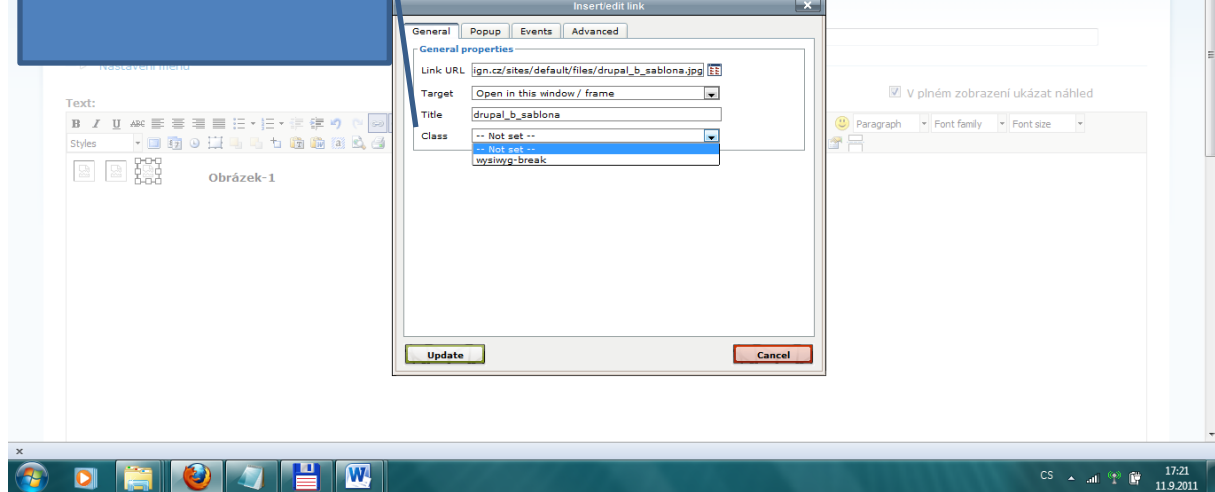 Insert/edit link
General Popup Events Advanced
General properties
Link URL ign.cz/sites/default/files/drupal_b_sablona.jpg
Target Open in this window / frame
Title drupal_b_sablona
Class -- Not set --
-- Not set --
wysiwyg-break
Update Cancel
Nastavení menu
Text:
V plném zobrazení ukázat náhled
B I U ABC
Paragraph Font family Font size
Styles
Obrázek-1
CS
17:21
11.9.2011